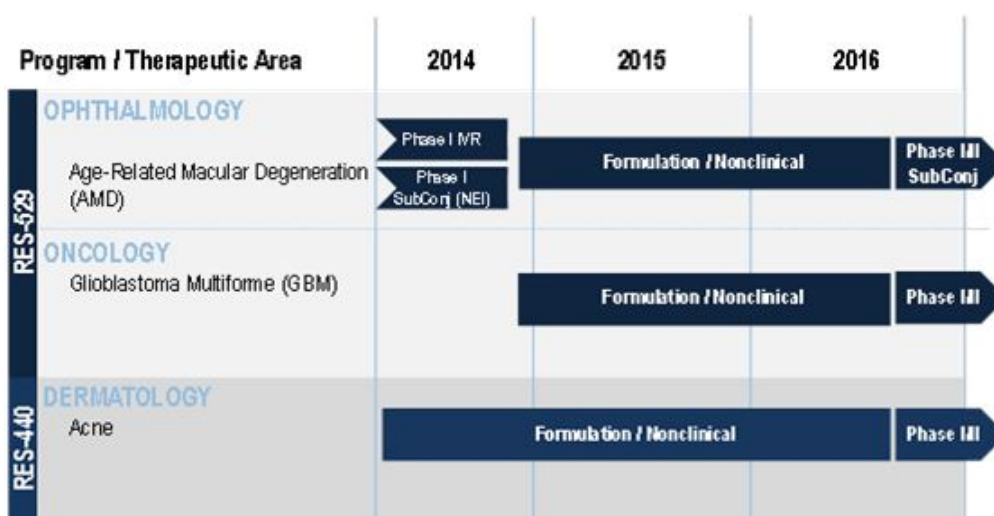 Program / Therapeutic Area
2014
2015
2016
RES-529
OPHTHALMOLOGY
Age-Related Macular Degeneration
(AMD)
Phase I IVR
Phase I
SubConj (NEI)
Formulation / Nonclinical
Phase I/II
SubConj
ONCOLOGY
Glioblastoma Multiforme (GBM)
Formulation / Nonclinical
Phase I/II
RES-440
DERMATOLOGY
Acne
Formulation / Nonclinical
Phase I/II